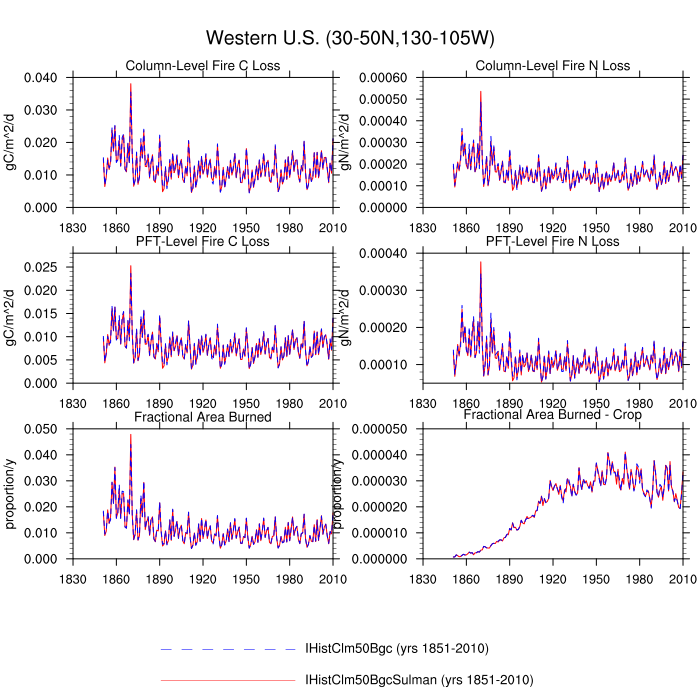 Western U.S. (30-50N,130-105W)
Column-Level Fire C Loss
gC/m^2/d
0.040
0.030
0.020
0.010
0.000
1830 1860 1890 1920 1950 1980 2010
Column-Level Fire N Loss
gN/m^2/d
0.00060
0.00050
0.00040
0.00030
0.00020
0.00010
0.00000
1830 1860 1890 1920 1950 1980 2010
PFT-Level Fire C Loss
gC/m^2/d
0.025
0.020
0.015
0.010
0.005
0.000
1830 1860 1890 1920 1950 1980 2010
PFT-Level Fire N Loss
gN/m^2/d
0.00040
0.00030
0.00020
0.00010
1830 1860 1890 1920 1950 1980 2010
Fractional Area Burned
proportion/y
0.050
0.040
0.030
0.020
0.010
0.000
1830 1860 1890 1920 1950 1980 2010
Fractional Area Burned - Crop
proportion/y
0.000050
0.000040
0.000030
0.000020
0.000010
0.000000
1830 1860 1890 1920 1950 1980 2010
IHistClm50Bgc (yrs 1851-2010)
IHistClm50BgcSulman (yrs 1851-2010)